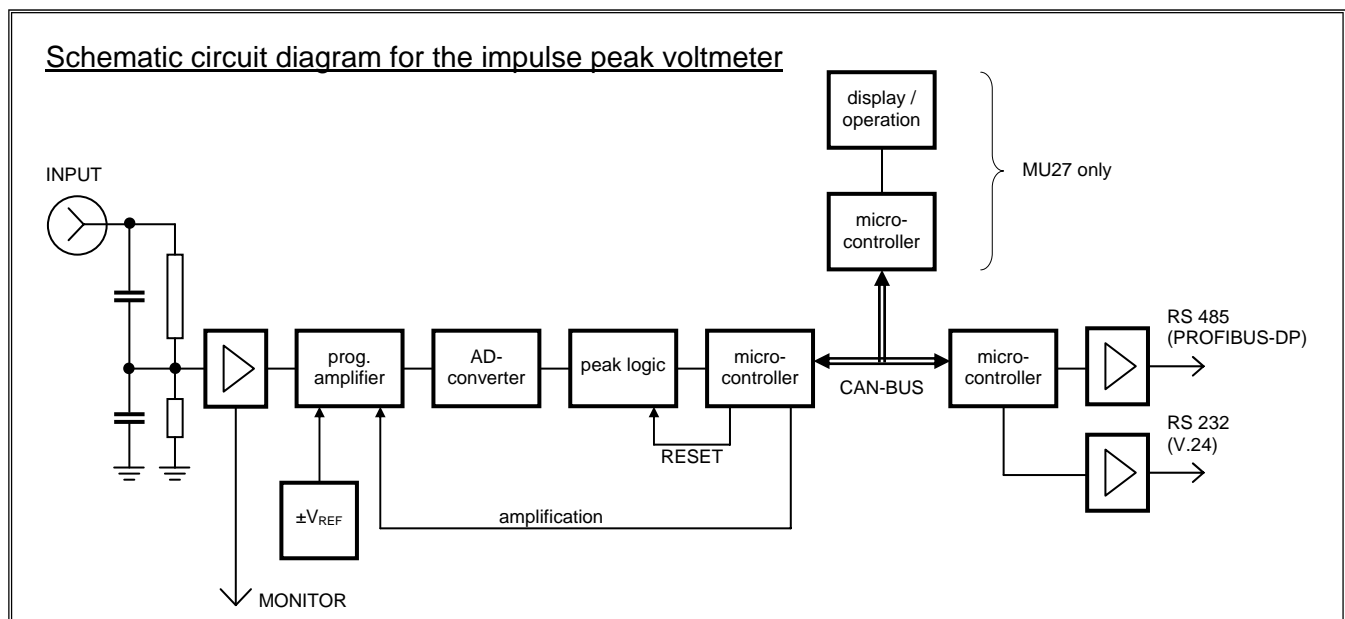 Schematic circuit diagram for the impulse peak voltmeter
display /
operation
MU27 only
INPUT
micro-
controller
RS 485
(PROFIBUS-DP)
prog.
amplifier
AD-
converter
peak logic
micro-
controller
CAN-BUS
micro-
controller
RESET
RS 232
(V.24)
±VREF
amplification
MONITOR